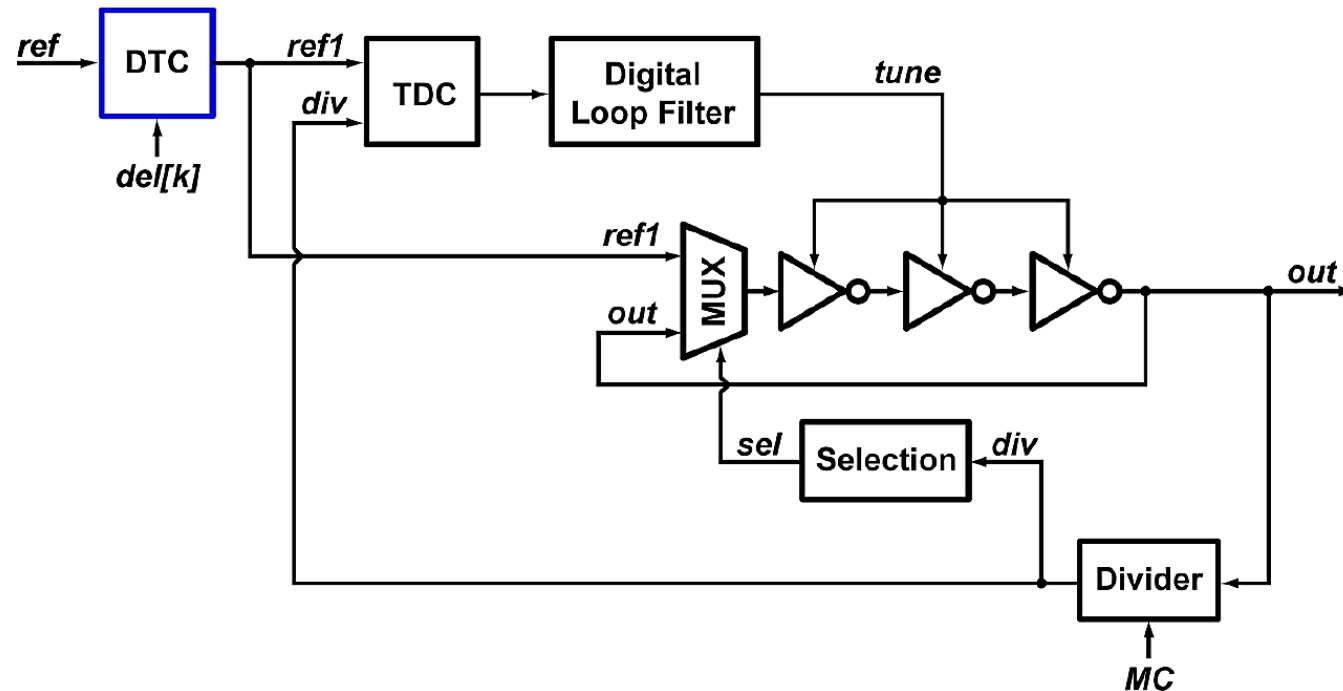 ref
DTC
del[k]
ref1
div
TDC
Digital
Loop Filter
tune
ref1
out
MUX
out
sel
Selection
div
Divider
MC